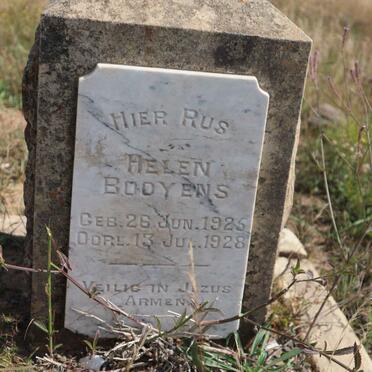 HIER RUS
HELEN
BOOYENS
GEB. 26 JUN. 1925
OORL. 13 JUL. 1928
VEILIG IN JEZUS
ARMEN